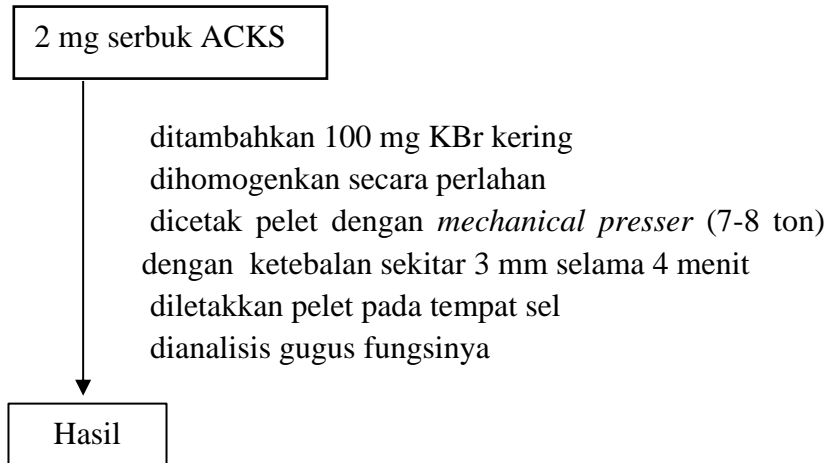 2 mg serbuk ACKS
ditambahkan 100 mg KBr kering
dihomogenkan secara perlahan
dicetak pelet dengan mechanical presser (7-8 ton)
dengan ketebalan sekitar 3 mm selama 4 menit
diletakkan pelet pada tempat sel
dianalisis gugus fungsinya
Hasil